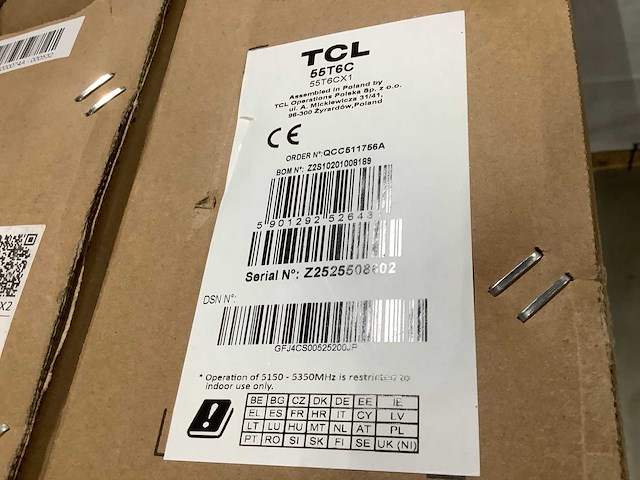 TCL
55T6C
55T6CX1
Assembled in Poland by
TCL Operations Polska Sp. z o.o.
ul. A. Mickiewicza 31/41,
96-300 Żyrardów,Poland
CE
ORDER N°:QCC511756A
BOM N°: Z2S10201008189
5 901292 52648
Serial N°: Z2525508602
DSN N°:
GFJ4CS00525200JP
* Operation of 5150 - 5350MHz is restricted to
indoor use only.
BE BG CZ DK DE EE IE
EL ES FR HR IT CY LV
LT LU HU MT NL AT PL
PT RO SI SK FI SE UK (NI)